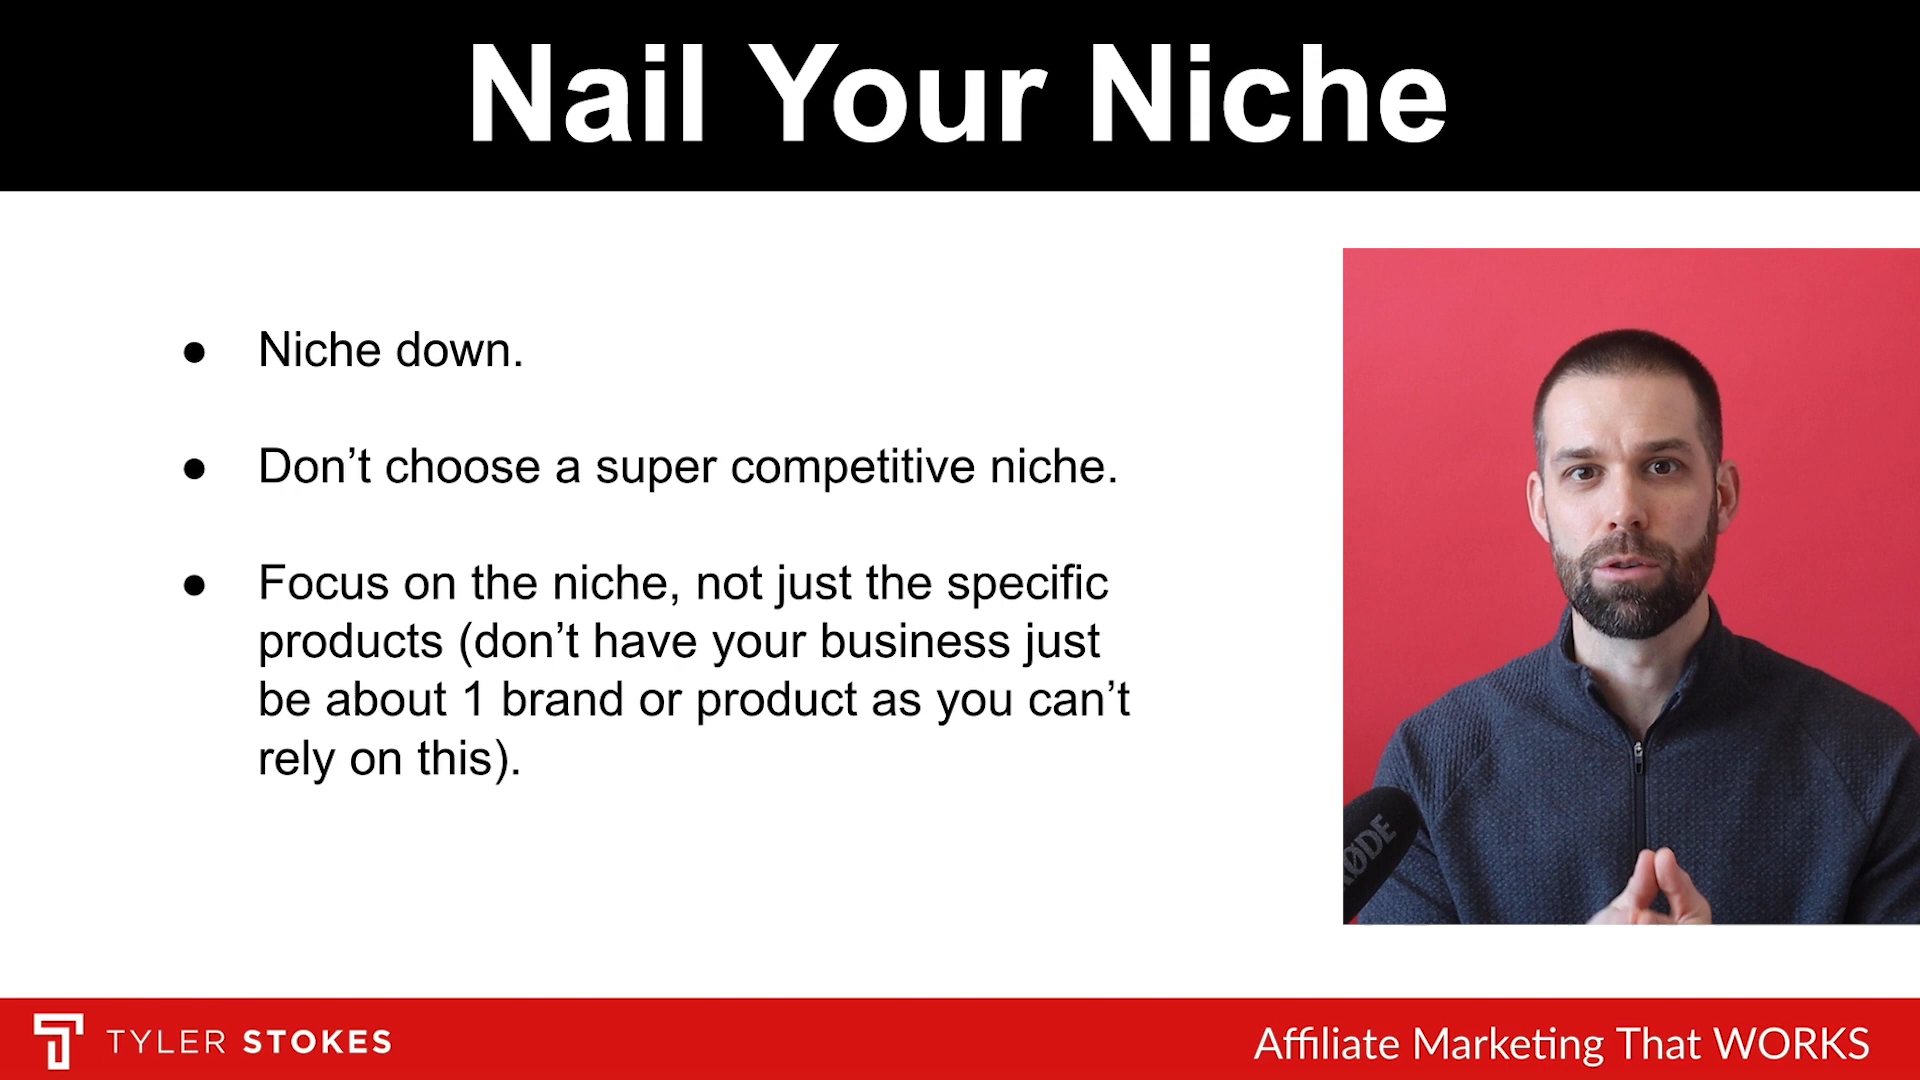 Nail Your Niche
● Niche down.
● Don’t choose a super competitive niche.
● Focus on the niche, not just the specific
products (don’t have your business just
be about 1 brand or product as you can’t
rely on this).
RØDE
TYLER STOKES
Affiliate Marketing That WORKS